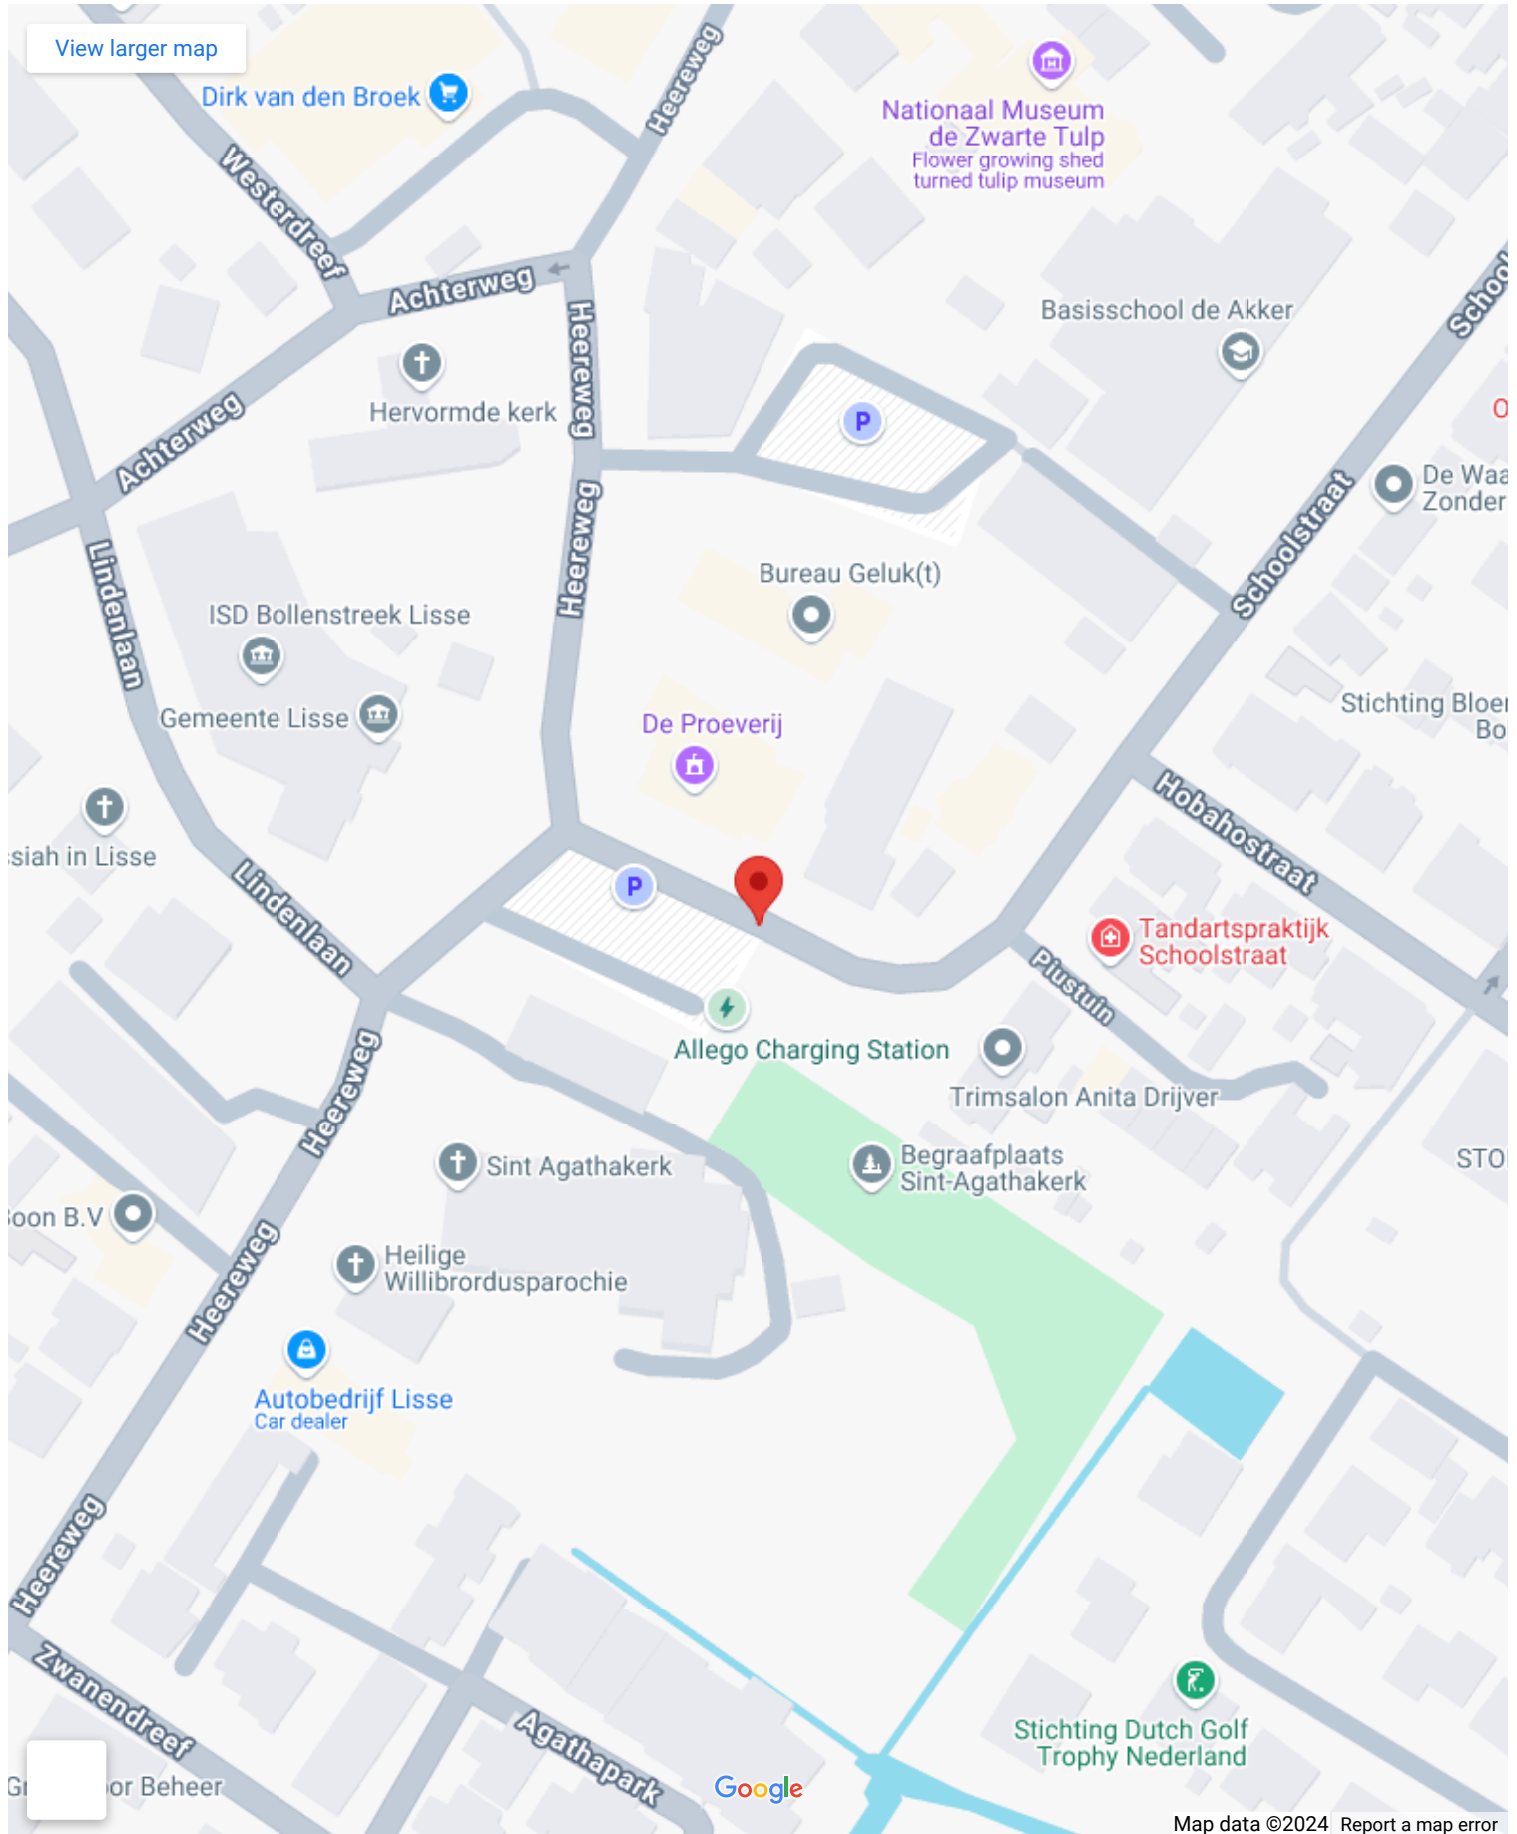 View larger map
Heereweg
Dirk van den Broek
Nationaal Museum
de Zwarte Tulp
Flower growing shed
turned tulip museum
Westerdreef
Achterweg
School
Basisschool de Akker
Heereweg
Hervormde kerk
Achterweg
P
De Waa
Zonder
Schoolstraat
Heereweg
Lindenlaan
Bureau Geluk(t)
ISD Bollenstreek Lisse
Gemeente Lisse
De Proeverij
Stichting Bloe
Bo
Hobahostraat
siah in Lisse
P
Lindenlaan
Tandartspraktijk
Schoolstraat
Piustuin
Allego Charging Station
Heereweg
Trimsalon Anita Drijver
Sint Agathakerk
Begraafplaats
Sint-Agathakerk
STO
oon B.V
Heereweg
Heilige
Willibrordusparochie
Autobedrijf Lisse
Car dealer
Heereweg
Zwanendreef
Stichting Dutch Golf
Trophy Nederland
Agathapark
Gr
oor Beheer
Google
Map data ©2024
Report a map error